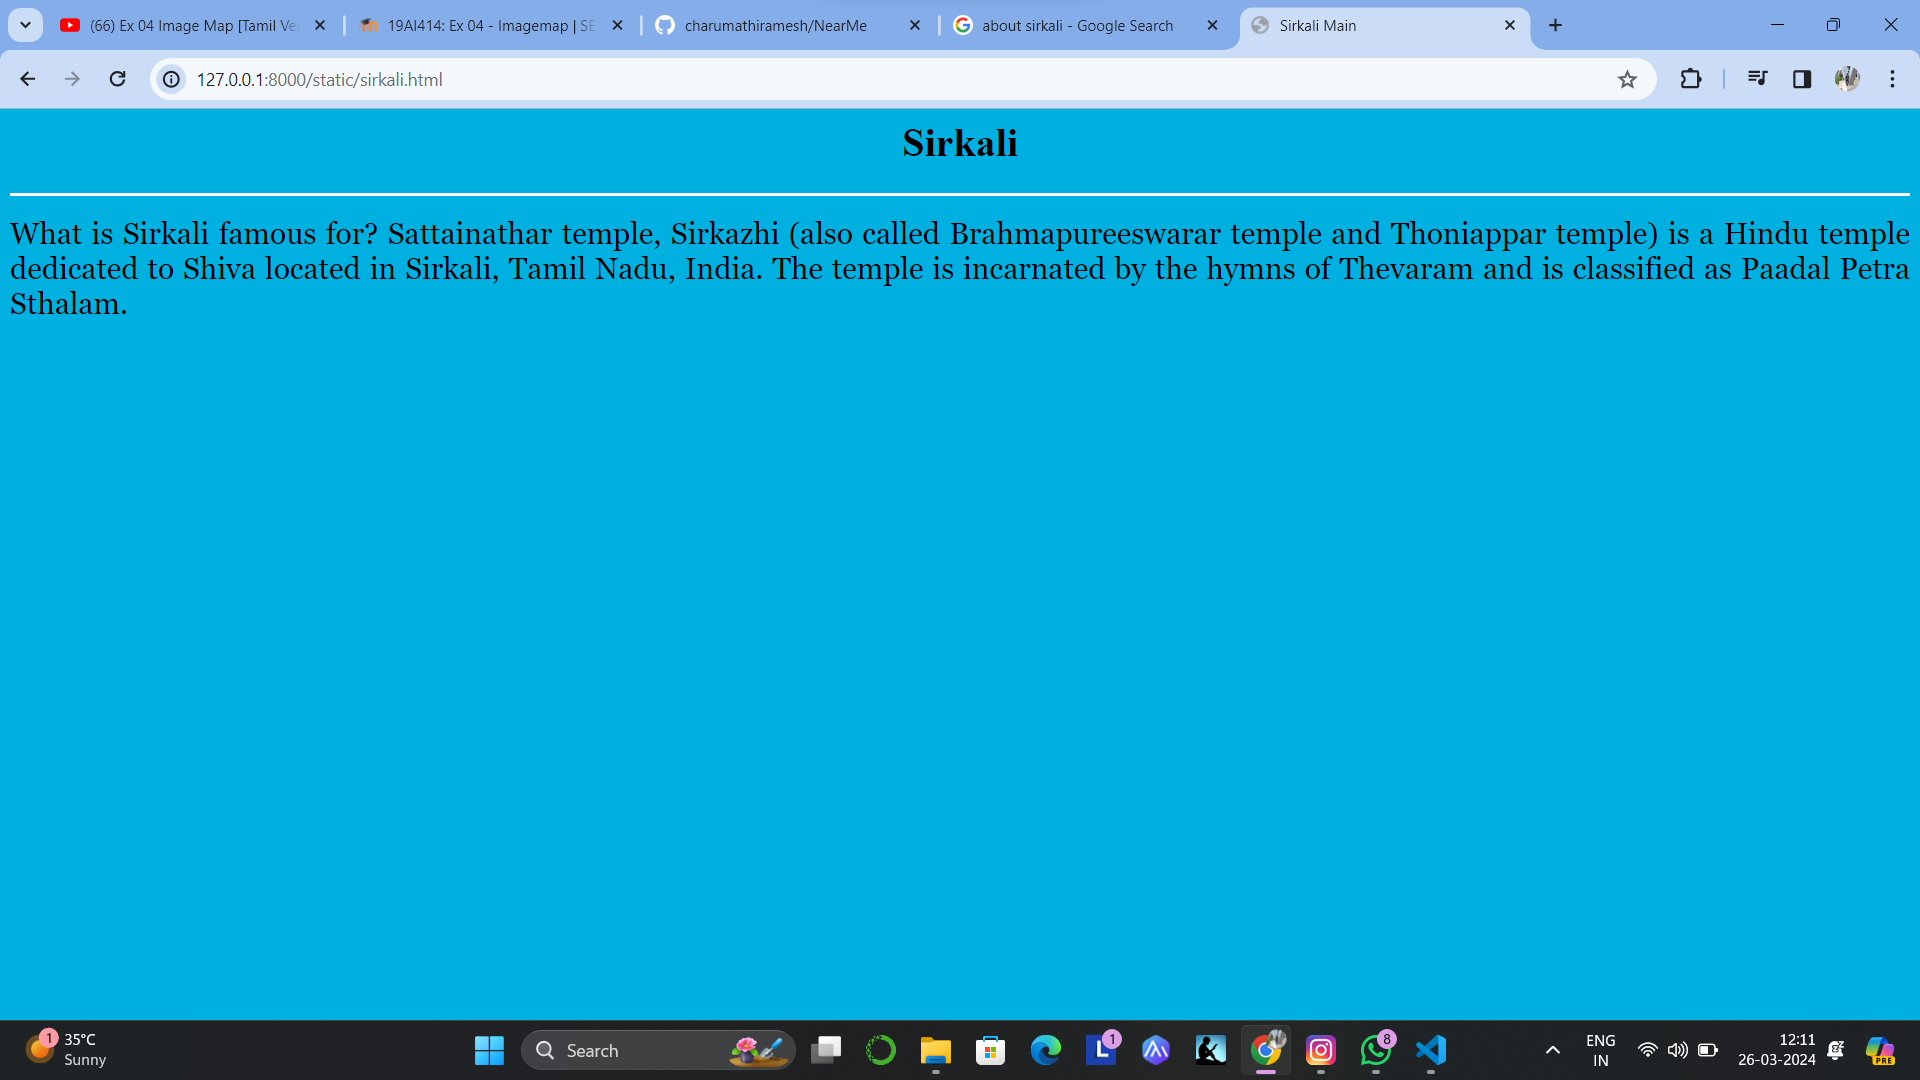 (66) Ex 04 Image Map [Tamil Ve
19AI414: Ex 04 - Imagemap | SE
charumathiramesh/NearMe
about sirkali - Google Search
Sirkali Main
127.0.0.1:8000/static/sirkali.html
Sirkali
What is Sirkali famous for? Sattainathar temple, Sirkazhi (also called Brahmapureeswarar temple and Thoniappar temple) is a Hindu temple
dedicated to Shiva located in Sirkali, Tamil Nadu, India. The temple is incarnated by the hymns of Thevaram and is classified as Paadal Petra
Sthalam.
1
35°C
Sunny
Search
L
1
8
ENG
IN
12:11
26-03-2024
PRE